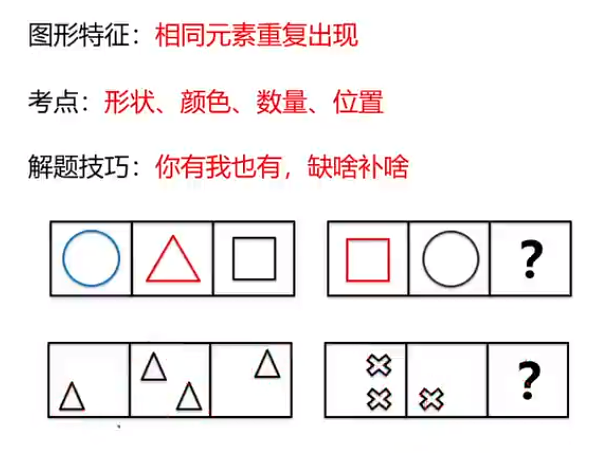 图形特征：相同元素重复出现
考点：形状、颜色、数量、位置
解题技巧：你有我也有，缺啥补啥
?
?